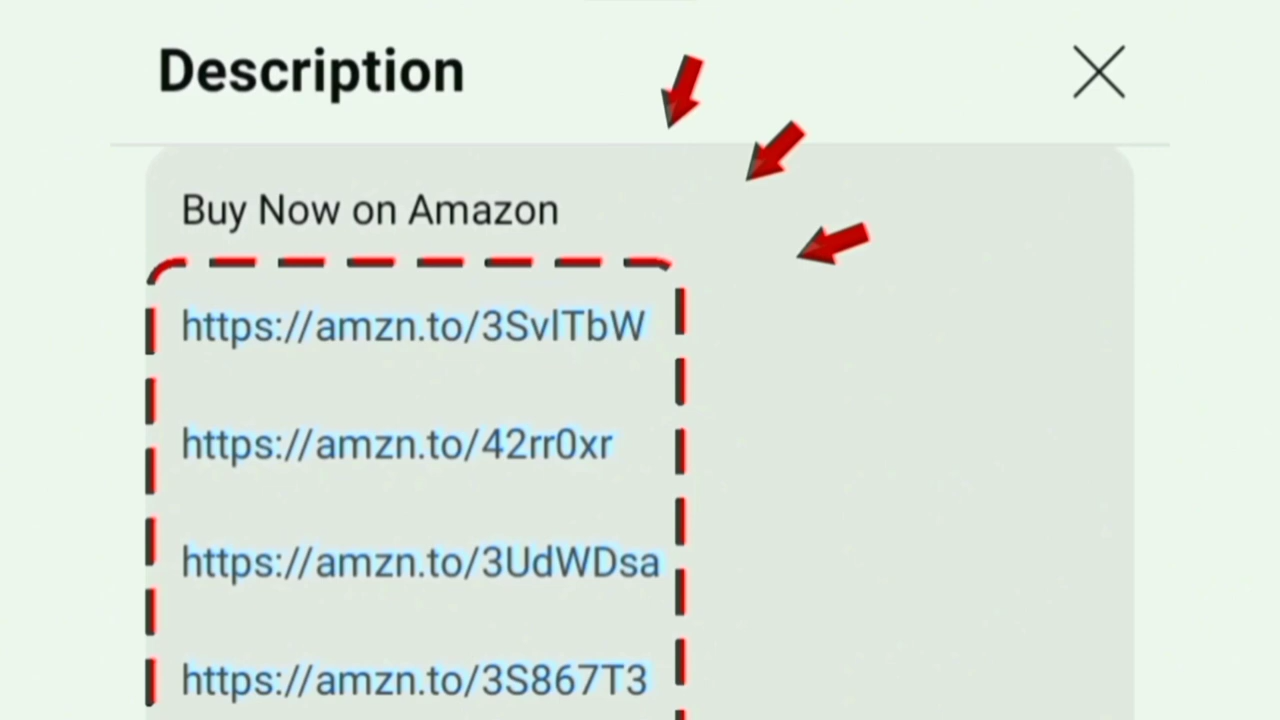 Description
Buy Now on Amazon
https://amzn.to/3SvlTbW
https://amzn.to/42rr0xr
https://amzn.to/3UdWDsa
https://amzn.to/3S867T3